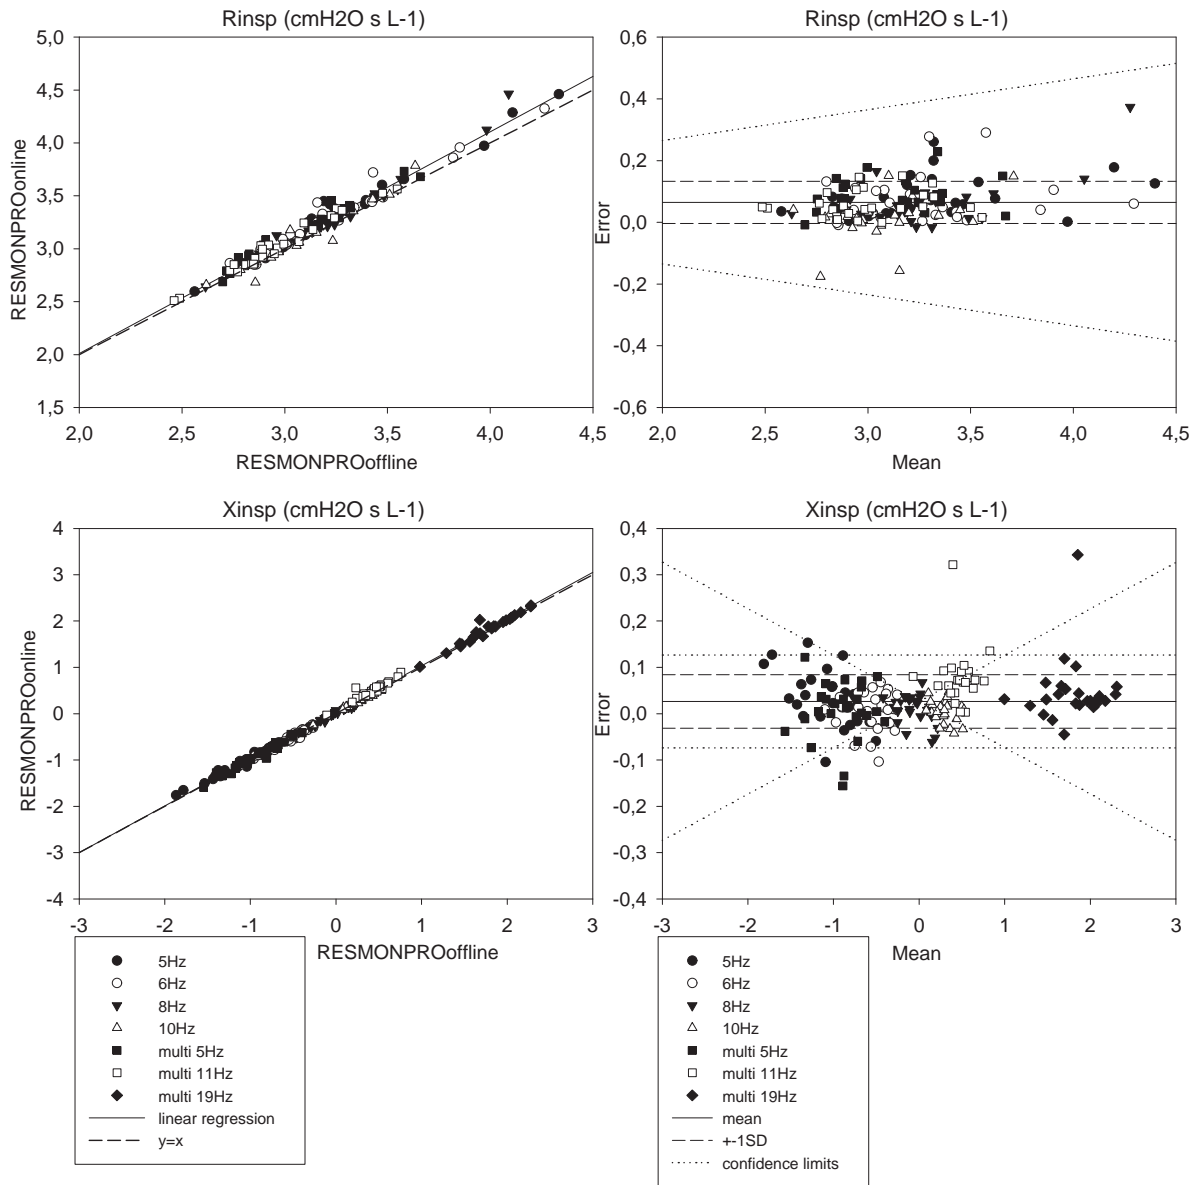 Rinsp (cmH2O s L-1)
5,0
4,5
4,0
3,5
3,0
2,5
2,0
1,5
RESMONPROonline
2,0 2,5 3,0 3,5 4,0 4,5
RESMONPROoffline
Rinsp (cmH2O s L-1)
0,6
0,4
0,2
0,0
-0,2
-0,4
-0,6
Error
2,0 2,5 3,0 3,5 4,0 4,5
Mean
Xinsp (cmH2O s L-1)
4
3
2
1
0
-1
-2
-3
-4
RESMONPROonline
-3 -2 -1 0 1 2 3
RESMONPROoffline
Xinsp (cmH2O s L-1)
0,4
0,3
0,2
0,1
0,0
-0,1
-0,2
-0,3
-0,4
Error
-3 -2 -1 0 1 2 3
Mean
5Hz
6Hz
8Hz
10Hz
multi 5Hz
multi 11Hz
multi 19Hz
linear regression
y=x
5Hz
6Hz
8Hz
10Hz
multi 5Hz
multi 11Hz
multi 19Hz
mean
+-1SD
confidence limits